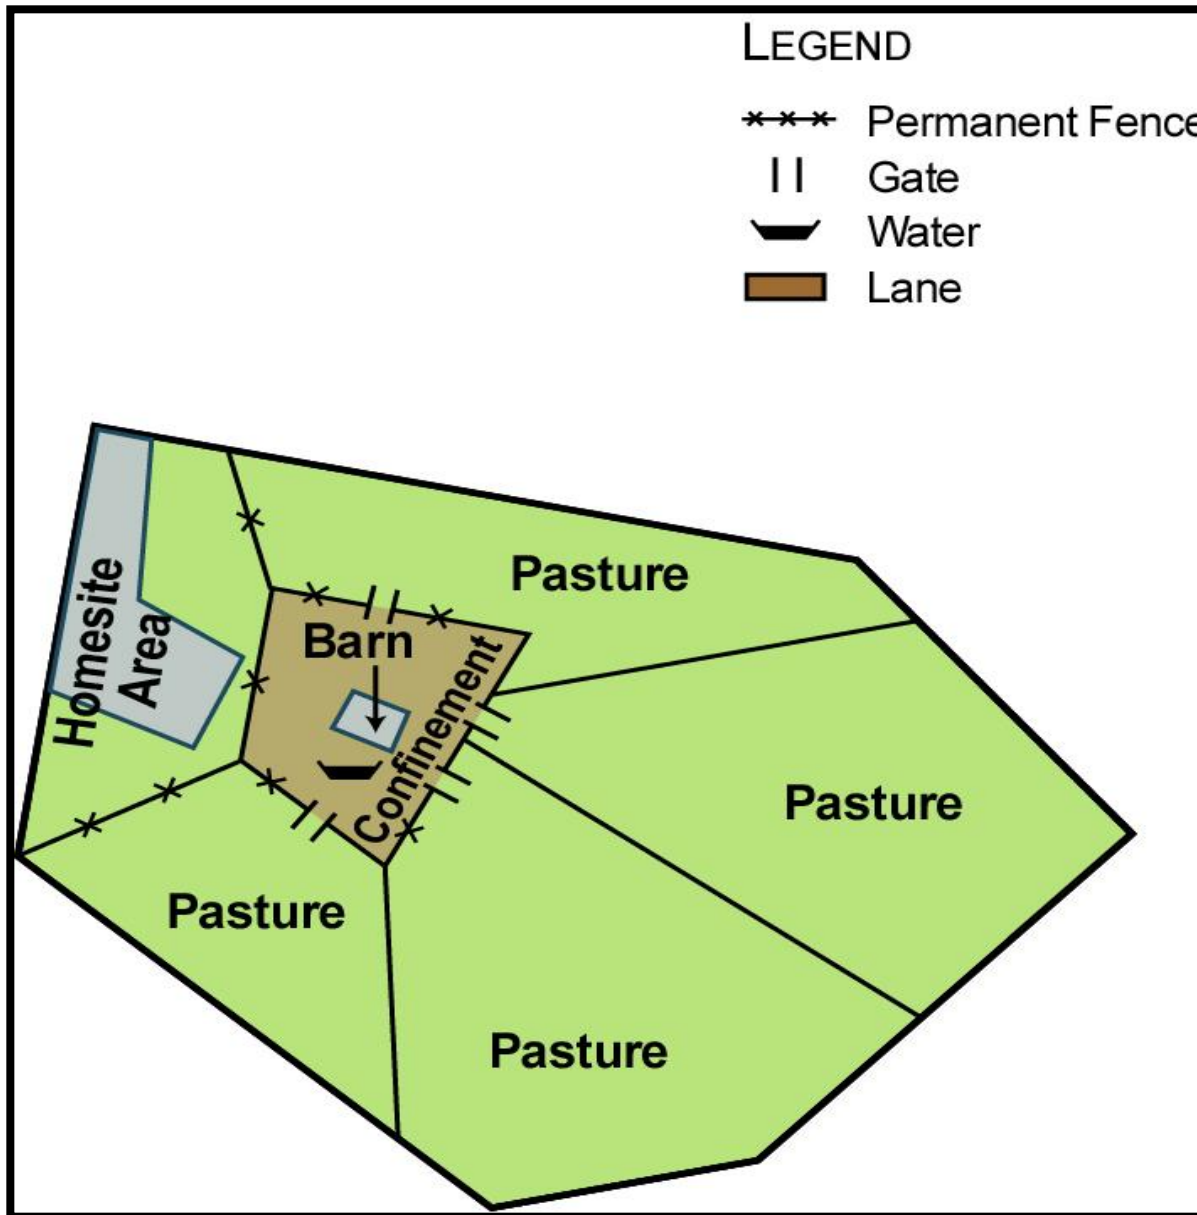 LEGEND
Permanent Fence
Gate
Water
Lane
Pasture
Homesite
Area
Barn
Confinement
Pasture
Pasture
Pasture